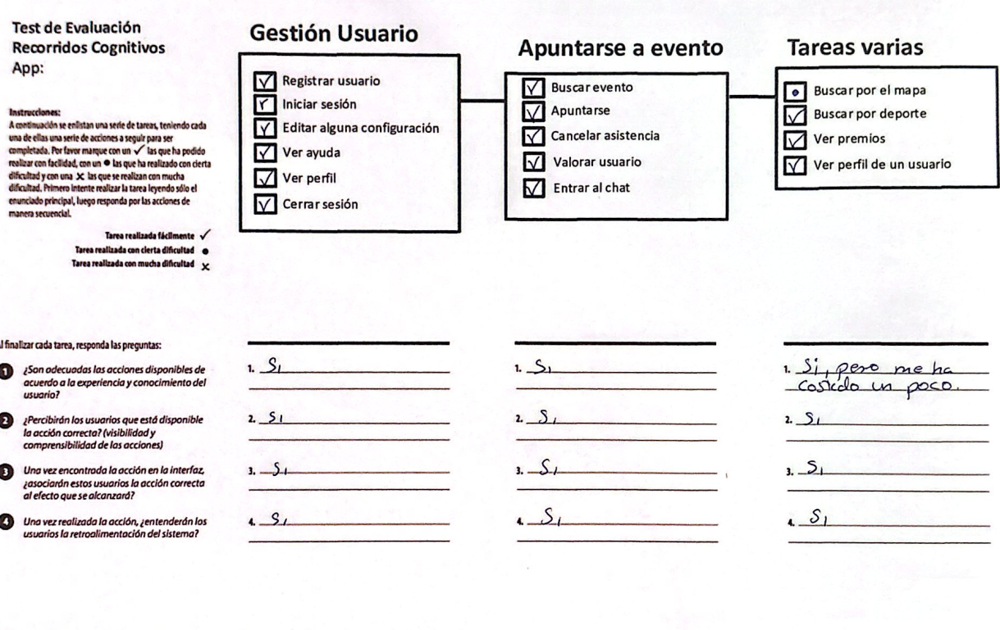 Test de Evaluación
Recorridos Cognitivos
App:
Instrucciones:
A continuación se enlistan una serie de tareas, teniendo cada
una de ellas una serie de acciones a seguir para ser
completada. Por favor marque con un ✓ las que ha podido
realizar con facilidad, con un ● las que ha realizado con cierta
dificultad y con una ✕ las que se realizan con mucha
dificultad. Primero intente realizar la tarea leyendo sólo el
enunciado principal, luego responda por las acciones de
manera secuencial.
Tarea realizada fácilmente ✓
Tarea realizada con cierta dificultad ●
Tarea realizada con mucha dificultad ✕
Gestión Usuario
✓ Registrar usuario
✓ Iniciar sesión
✓ Editar alguna configuración
✓ Ver ayuda
✓ Ver perfil
✓ Cerrar sesión
Apuntarse a evento
✓ Buscar evento
✓ Apuntarse
✓ Cancelar asistencia
✓ Valorar usuario
✓ Entrar al chat
Tareas varias
● Buscar por el mapa
✓ Buscar por deporte
✓ Ver premios
✓ Ver perfil de un usuario
l finalizar cada tarea, responda las preguntas:
1 ¿Son adecuadas las acciones disponibles de
acuerdo a la experiencia y conocimiento del
usuario?
2 ¿Percibirán los usuarios que está disponible
la acción correcta? (visibilidad y
comprensibilidad de las acciones)
3 Una vez encontrada la acción en la interfaz,
¿asociarán estos usuarios la acción correcta
al efecto que se alcanzará?
4 Una vez realizada la acción, ¿entenderán los
usuarios la retroalimentación del sistema?
1. Si
2. Si
3. Si
4. Si
1. Si
2. Si
3. Si
4. Si
1. Si, pero me ha
costado un poco.
2. Si
3. Si
4. Si